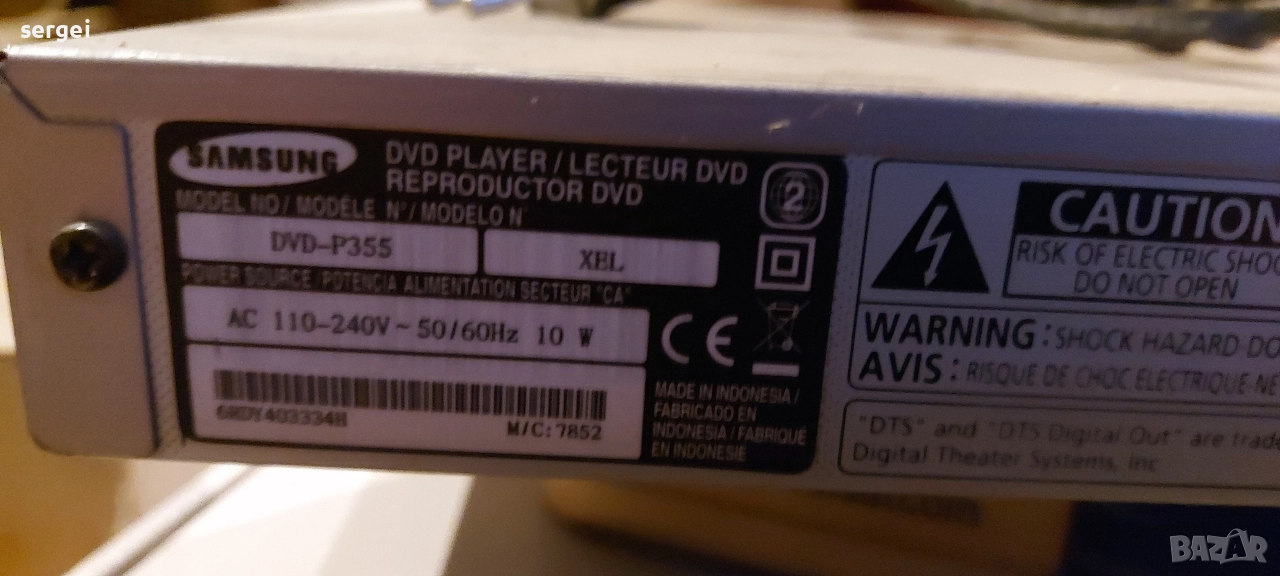 sergei
SAMSUNG
DVD PLAYER / LECTEUR DVD
REPRODUCTOR DVD
2
MODEL NO / MODÈLE N° / MODELO N°
DVD-P355
XEL
POWER SOURCE / POTENCIA ALIMENTATION SECTEUR "CA"
AC 110-240V ~ 50/60Hz 10 W
CE
M/C:7852
MADE IN INDONESIA /
FABRICADO EN
INDONESIA / FABRIQUÉ
EN INDONESIE
CAUTION
RISK OF ELECTRIC SHOC
DO NOT OPEN
WARNING : SHOCK HAZARD-DO
AVIS : RISQUE DE CHOC ELECTRIQUE-NE
"DTS" and "DTS Digital Out" are trade
Digital Theater Systems, Inc
BAZAR